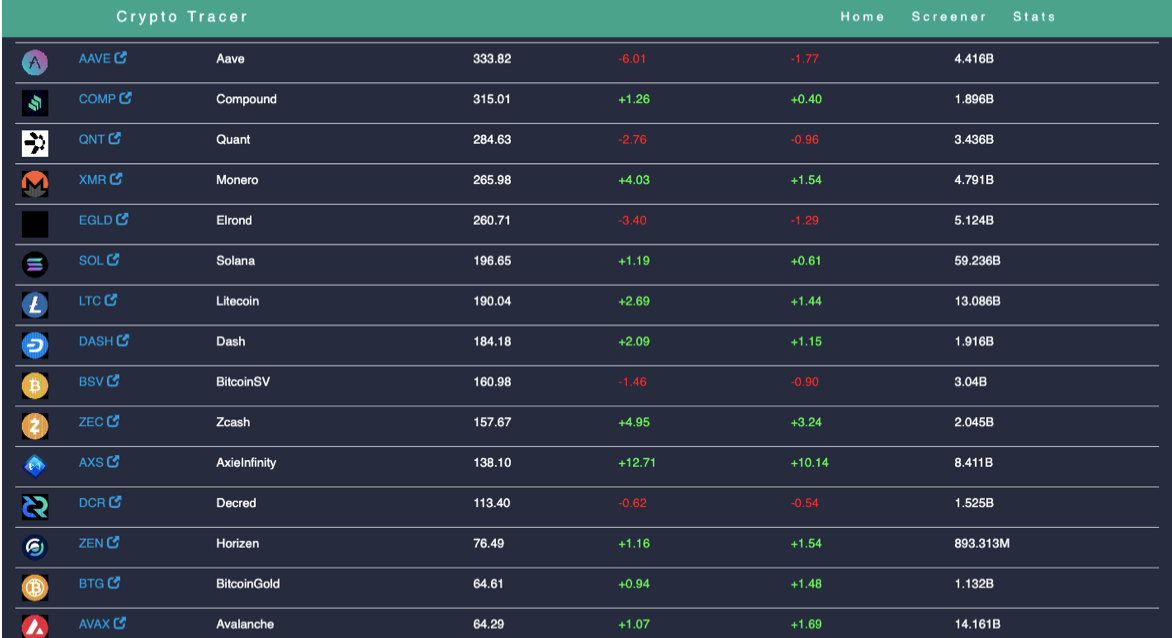 Crypto Tracer Home Screener Stats
AAVE Aave 333.82 -6.01 -1.77 4.416B
COMP Compound 315.01 +1.26 +0.40 1.896B
QNT Quant 284.63 -2.76 -0.96 3.436B
XMR Monero 265.98 +4.03 +1.54 4.791B
EGLD Elrond 260.71 -3.40 -1.29 5.124B
SOL Solana 196.65 +1.19 +0.61 59.236B
LTC Litecoin 190.04 +2.69 +1.44 13.086B
DASH Dash 184.18 +2.09 +1.15 1.916B
BSV BitcoinSV 160.98 -1.46 -0.90 3.04B
ZEC Zcash 157.67 +4.95 +3.24 2.045B
AXS AxieInfinity 138.10 +12.71 +10.14 8.411B
DCR Decred 113.40 -0.62 -0.54 1.525B
ZEN Horizen 76.49 +1.16 +1.54 893.313M
BTG BitcoinGold 64.61 +0.94 +1.48 1.132B
AVAX Avalanche 64.29 +1.07 +1.69 14.161B